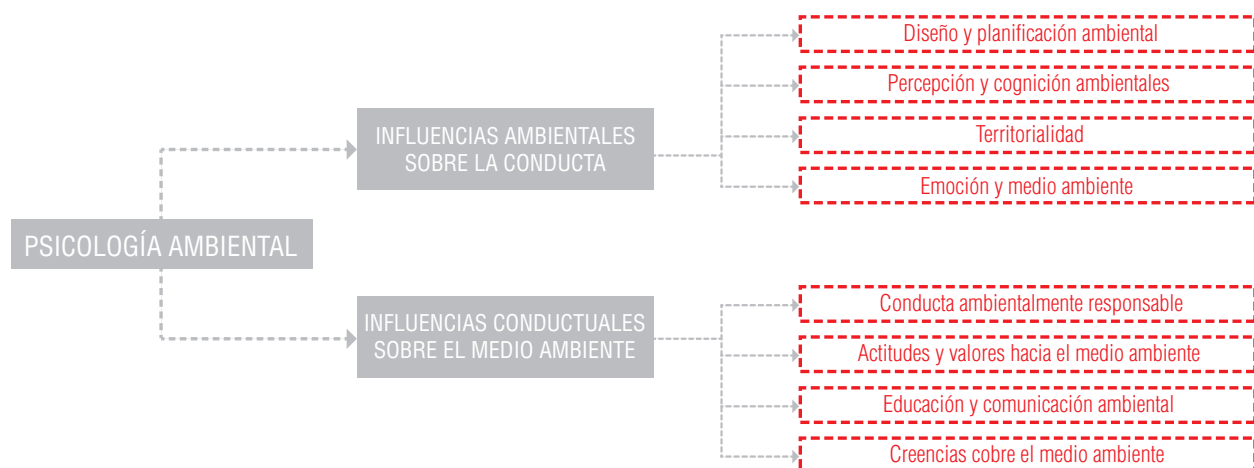 PSICOLOGÍA AMBIENTAL
INFLUENCIAS AMBIENTALES
SOBRE LA CONDUCTA
Diseño y planificación ambiental
Percepción y cognición ambientales
Territorialidad
Emoción y medio ambiente
INFLUENCIAS CONDUCTUALES
SOBRE EL MEDIO AMBIENTE
Conducta ambientalmente responsable
Actitudes y valores hacia el medio ambiente
Educación y comunicación ambiental
Creencias cobre el medio ambiente